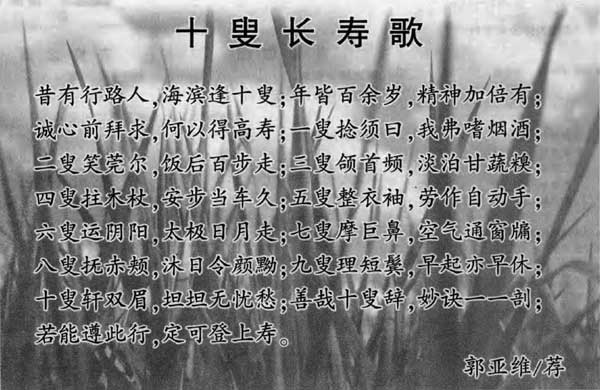 十叟长寿歌
昔有行路人，海滨逢十叟；年皆百余岁，精神加倍有；
诚心前拜求，何以得高寿；一叟捻须曰，我弗嗜烟酒；
二叟笑莞尔，饭后百步走；三叟颌首频，淡泊甘蔬糗；
四叟拄木杖，安步当车久；五叟整衣袖，劳作自动手；
六叟运阴阳，太极日月走；七叟摩巨鼻，空气通窗牖；
八叟抚赤颊，沐日令颜黝；九叟理短鬓，早起亦早休；
十叟轩双眉，坦坦无忧愁；善哉十叟辞，妙诀一一剖；
若能遵此行，定可登上寿。
郭亚维/荐